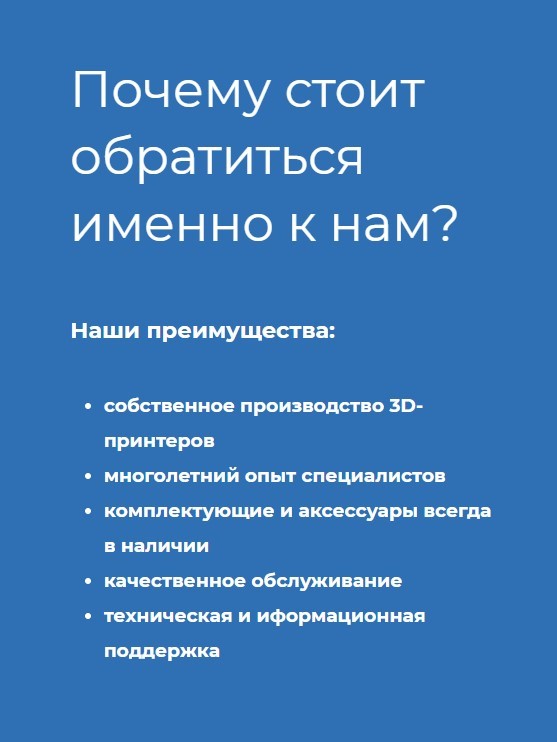 Почему стоит
обратиться
именно к нам?
Наши преимущества:
• собственное производство 3D-
принтеров
• многолетний опыт специалистов
• комплектующие и аксессуары всегда
в наличии
• качественное обслуживание
• техническая и иформационная
поддержка